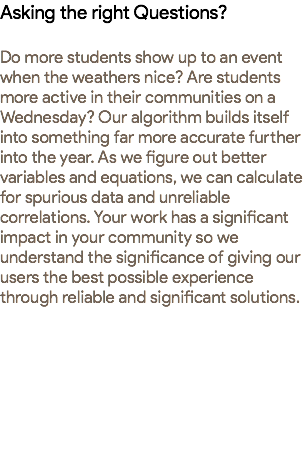 Asking the right Questions?
Do more students show up to an event
when the weathers nice? Are students
more active in their communities on a
Wednesday? Our algorithm builds itself
into something far more accurate further
into the year. As we figure out better
variables and equations, we can calculate
for spurious data and unreliable
correlations. Your work has a significant
impact in your community so we
understand the significance of giving our
users the best possible experience
through reliable and significant solutions.